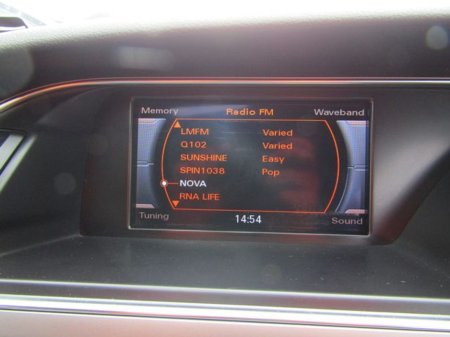 Memory Radio FM Waveband
LMFM Varied
Q102 Varied
SUNSHINE Easy
SPIN1038 Pop
NOVA
RNA LIFE
Tuning 14:54 Sound